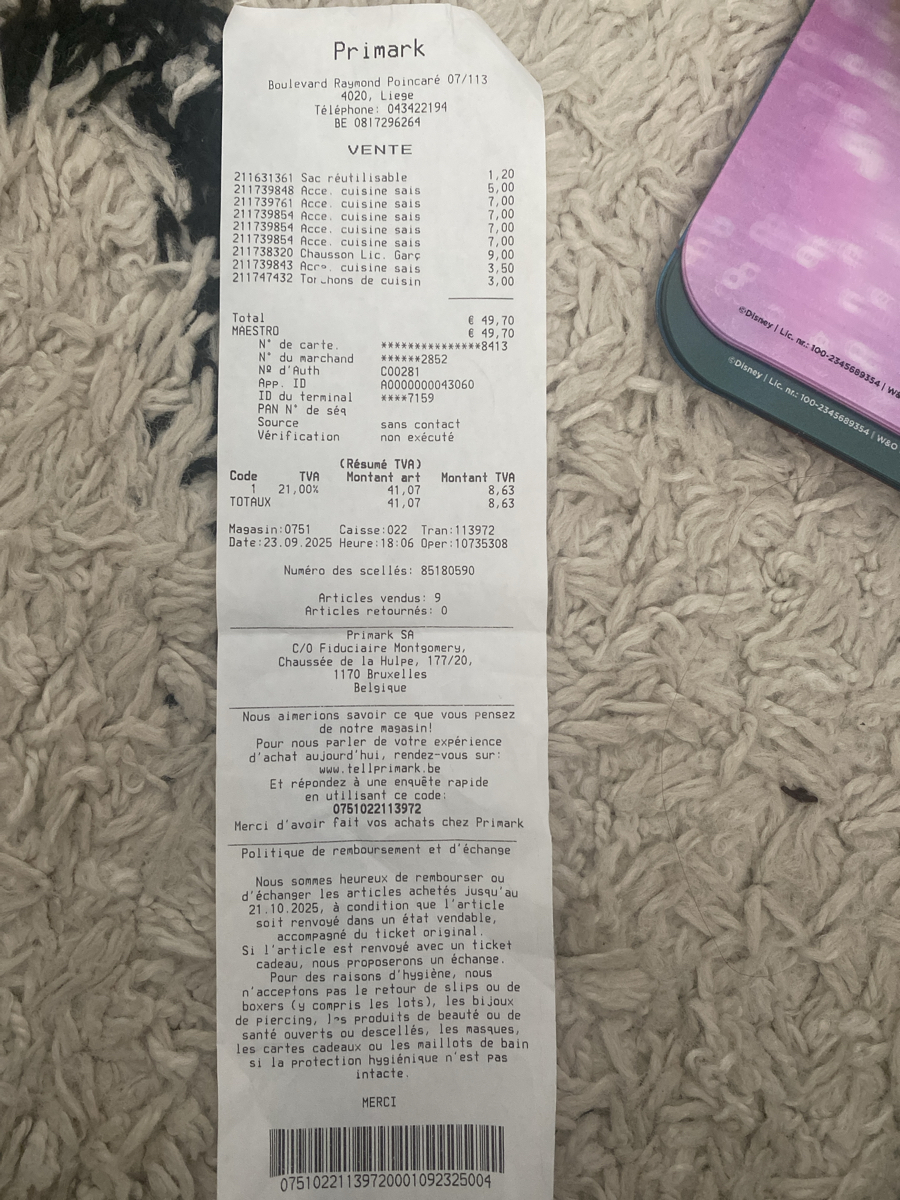 Primark
Boulevard Raymond Poincaré 07/113
4020, Liege
Téléphone: 043422194
BE 0817296264
VENTE
211631361 Sac réutilisable 1,20
211739848 Acce. cuisine sais 5,00
211739761 Acce. cuisine sais 7,00
211739854 Acce. cuisine sais 7,00
211739854 Acce. cuisine sais 7,00
211739854 Acce. cuisine sais 7,00
211738320 Chausson Lic. Garç 9,00
211739843 cuisine sais 3,50
211747432 de cuisin 3,00
Total € 49,70
MAESTRO € 49,70
N° de carte. ***************8413
N° du marchand ******2852
Nº d'Auth C00281
App. ID A0000000043060
ID du terminal ****7159
PAN N° de séq
Source sans contact
Vérification non exécuté
(Résumé TVA)
Code TVA Montant art Montant TVA
1 21,00% 41,07 8,63
TOTAUX 41,07 8,63
Magasin:0751 Caisse:022 Tran:113972
Date:23.09.2025 Heure:18:06 Oper:10735308
Numéro des scellés: 85180590
Articles vendus: 9
Articles retournés: 0
Primark SA
C/O Fiduciaire Montgomery,
Chaussée de la Hulpe, 177/20,
1170 Bruxelles
Belgique
Nous aimerions savoir ce que vous pensez
de notre magasin!
Pour nous parler de votre expérience
d'achat aujourd'hui, rendez-vous sur:
www.tellprimark.be
Et répondez à une enquête rapide
en utilisant ce code:
0751022113972
Merci d'avoir fait vos achats chez Primark
Politique de remboursement et d'échange
Nous sommes heureux de rembourser ou
d'échanger les articles achetés jusqu'au
21.10.2025, à condition que l'article
soit renvoyé dans un état vendable,
accompagné du ticket original.
Si l'article est renvoyé avec un ticket
cadeau, nous proposerons un échange.
Pour des raisons d'hygiène, nous
n'acceptons pas le retour de slips ou de
boxers (y compris les lots), les bijoux
de piercing, les produits de beauté ou de
santé ouverts ou descellés, les masques,
les cartes cadeaux ou les maillots de bain
si la protection hygiénique n'est pas
intacte.
MERCI
07510221139720001092325004
©Disney | Lic. nr.: 100-2345689354 | W&
©Disney | Lic. nr.: 100-2345689354 | W&O